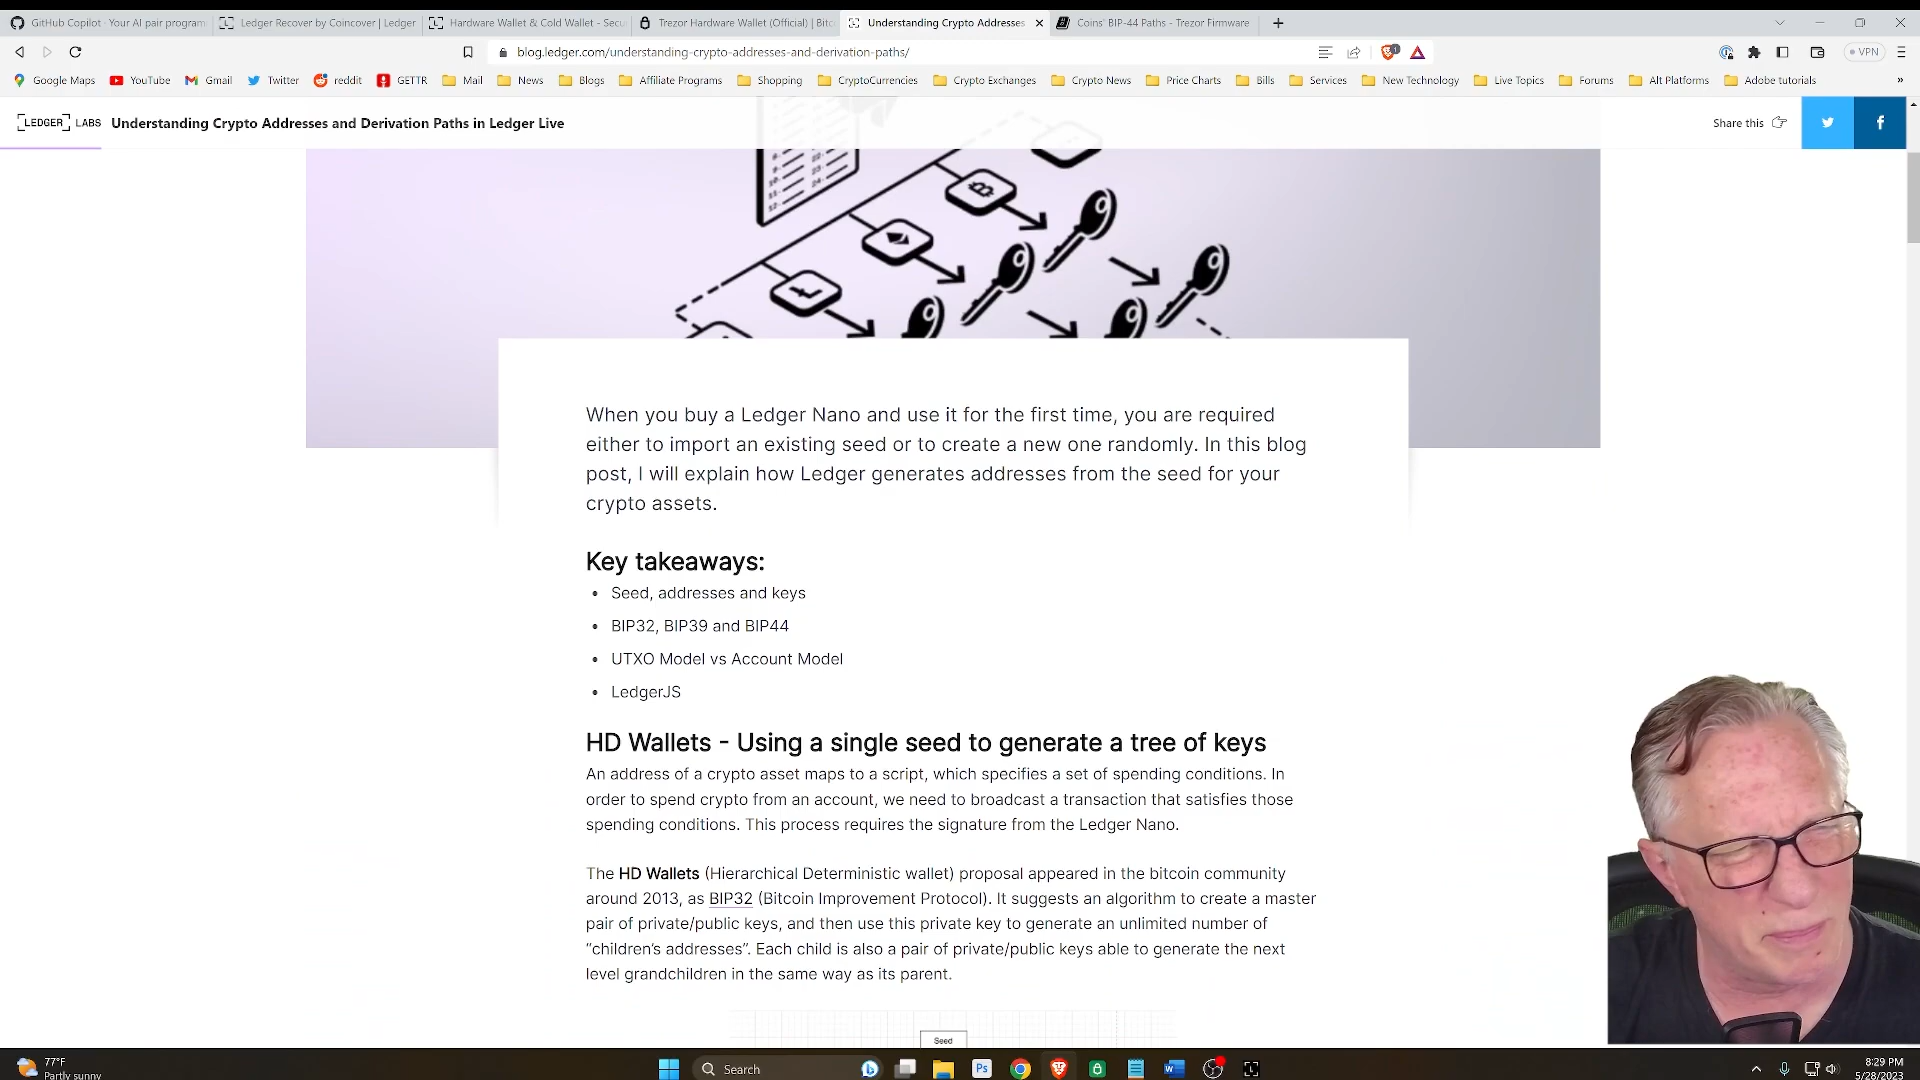 GitHub Copilot · Your AI pair program
Ledger Recover by Coincover | Ledger
Hardware Wallet & Cold Wallet - Secu
Trezor Hardware Wallet (Official) | Bitc
Understanding Crypto Addresses
Coins' BIP-44 Paths - Trezor Firmware
blog.ledger.com/understanding-crypto-addresses-and-derivation-paths/
VPN
Google Maps
YouTube
Gmail
Twitter
reddit
GETTR
Mail
News
Blogs
Affiliate Programs
Shopping
CryptoCurrencies
Crypto Exchanges
Crypto News
Price Charts
Bills
Services
New Technology
Live Topics
Forums
Alt Platforms
Adobe tutorials
LEDGER LABS
Understanding Crypto Addresses and Derivation Paths in Ledger Live
Share this
When you buy a Ledger Nano and use it for the first time, you are required
either to import an existing seed or to create a new one randomly. In this blog
post, I will explain how Ledger generates addresses from the seed for your
crypto assets.
Key takeaways:
• Seed, addresses and keys
• BIP32, BIP39 and BIP44
• UTXO Model vs Account Model
• LedgerJS
HD Wallets - Using a single seed to generate a tree of keys
An address of a crypto asset maps to a script, which specifies a set of spending conditions. In
order to spend crypto from an account, we need to broadcast a transaction that satisfies those
spending conditions. This process requires the signature from the Ledger Nano.
The HD Wallets (Hierarchical Deterministic wallet) proposal appeared in the bitcoin community
around 2013, as BIP32 (Bitcoin Improvement Protocol). It suggests an algorithm to create a master
pair of private/public keys, and then use this private key to generate an unlimited number of
“children’s addresses”. Each child is also a pair of private/public keys able to generate the next
level grandchildren in the same way as its parent.
Seed
77°F
Partly sunny
Search
8:29 PM
5/28/2023